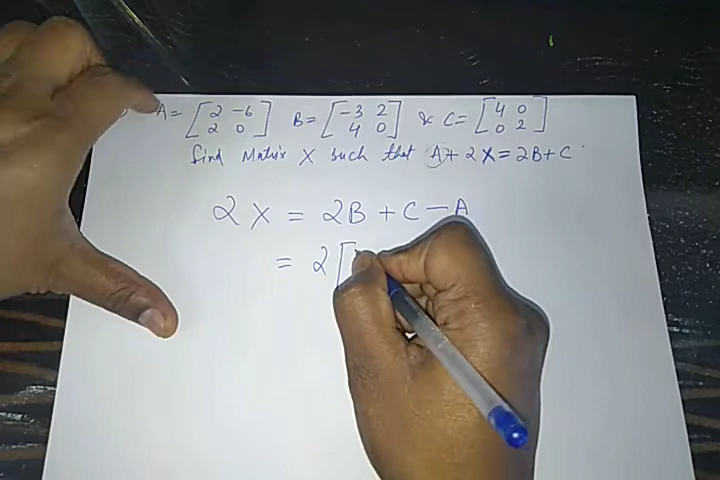 A = [2 -6 B = [-3 2 & C = [4 0
2 0] 4 0] 0 2]
find Matrix X such that A + 2X = 2B + C
2X = 2B + C - A
= 2 [